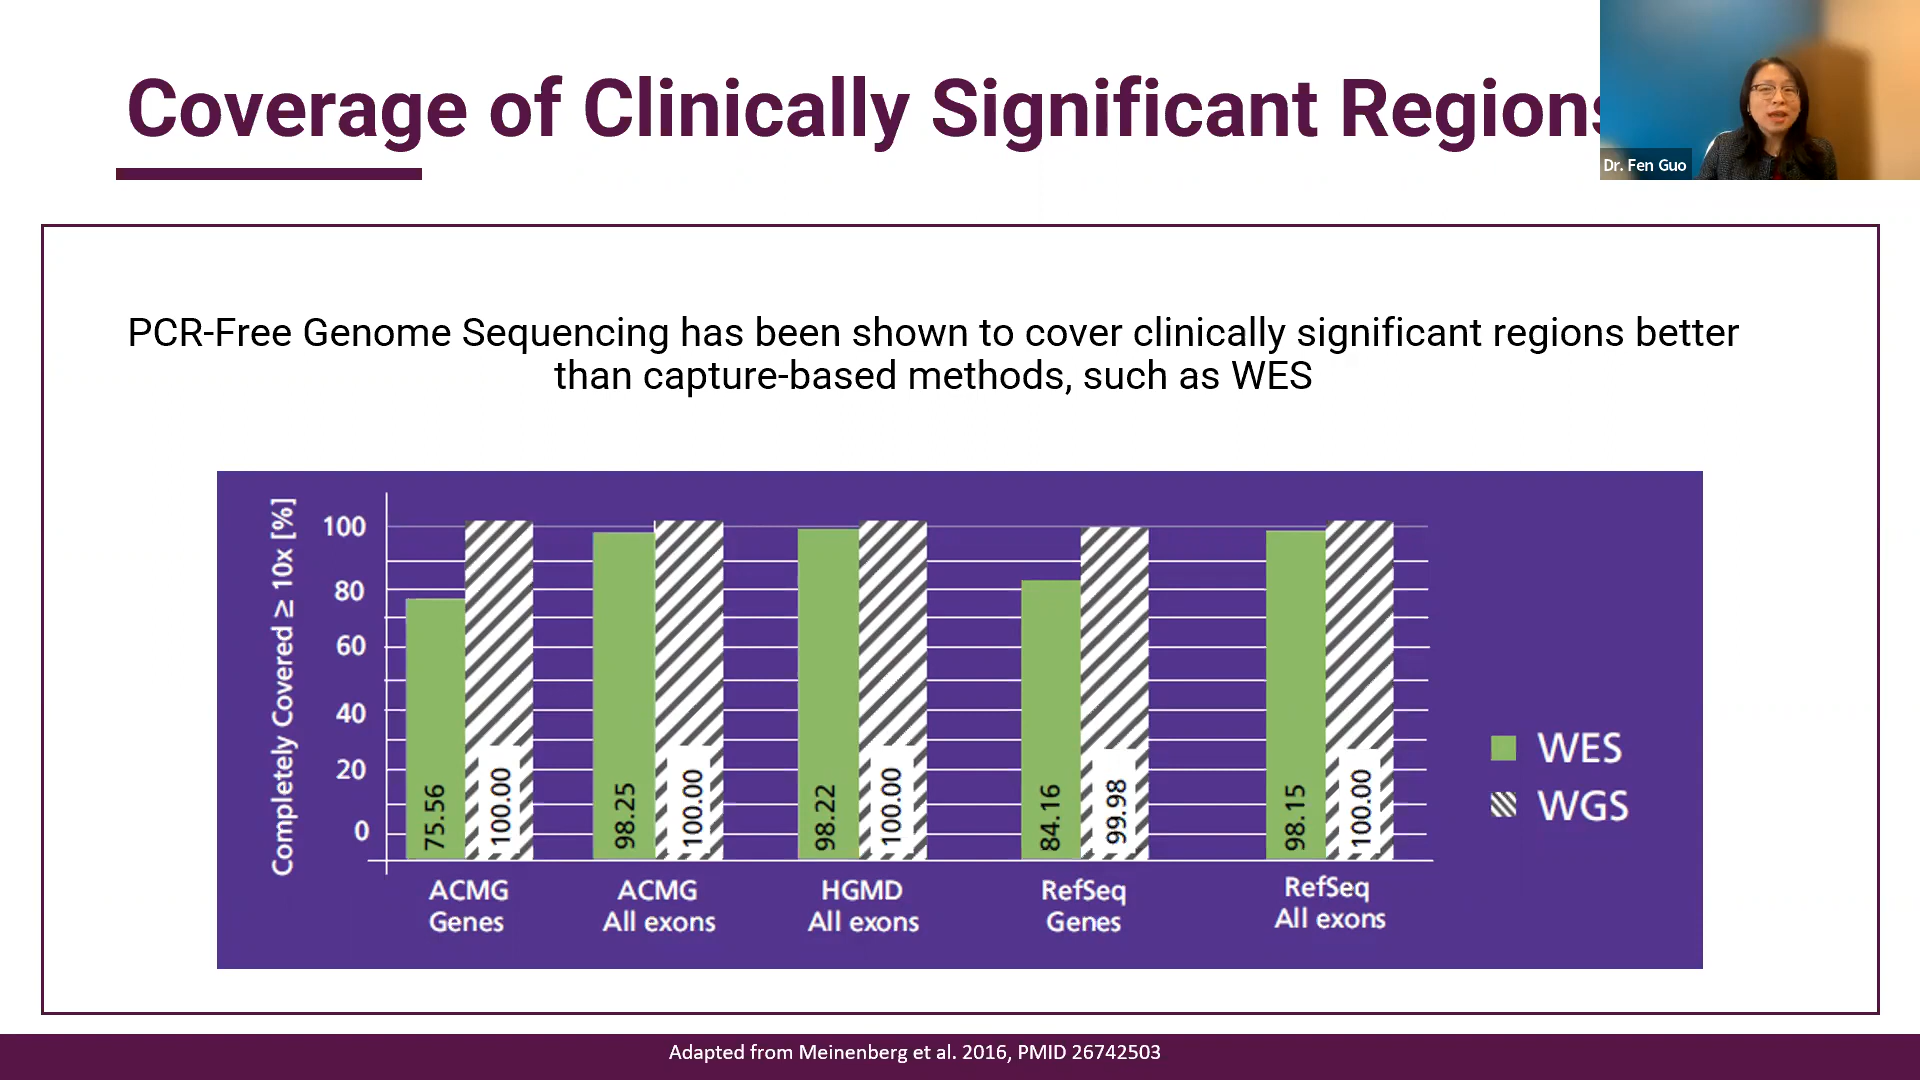 Coverage of Clinically Significant Regions
Dr. Fen Guo
PCR-Free Genome Sequencing has been shown to cover clinically significant regions better
than capture-based methods, such as WES
Completely Covered ≥ 10x [%]
100
80
60
40
20
0
75.56
100.00
98.25
100.00
98.22
100.00
84.16
99.98
98.15
100.00
ACMG
Genes
ACMG
All exons
HGMD
All exons
RefSeq
Genes
RefSeq
All exons
WES
WGS
Adapted from Meinenberg et al. 2016, PMID 26742503